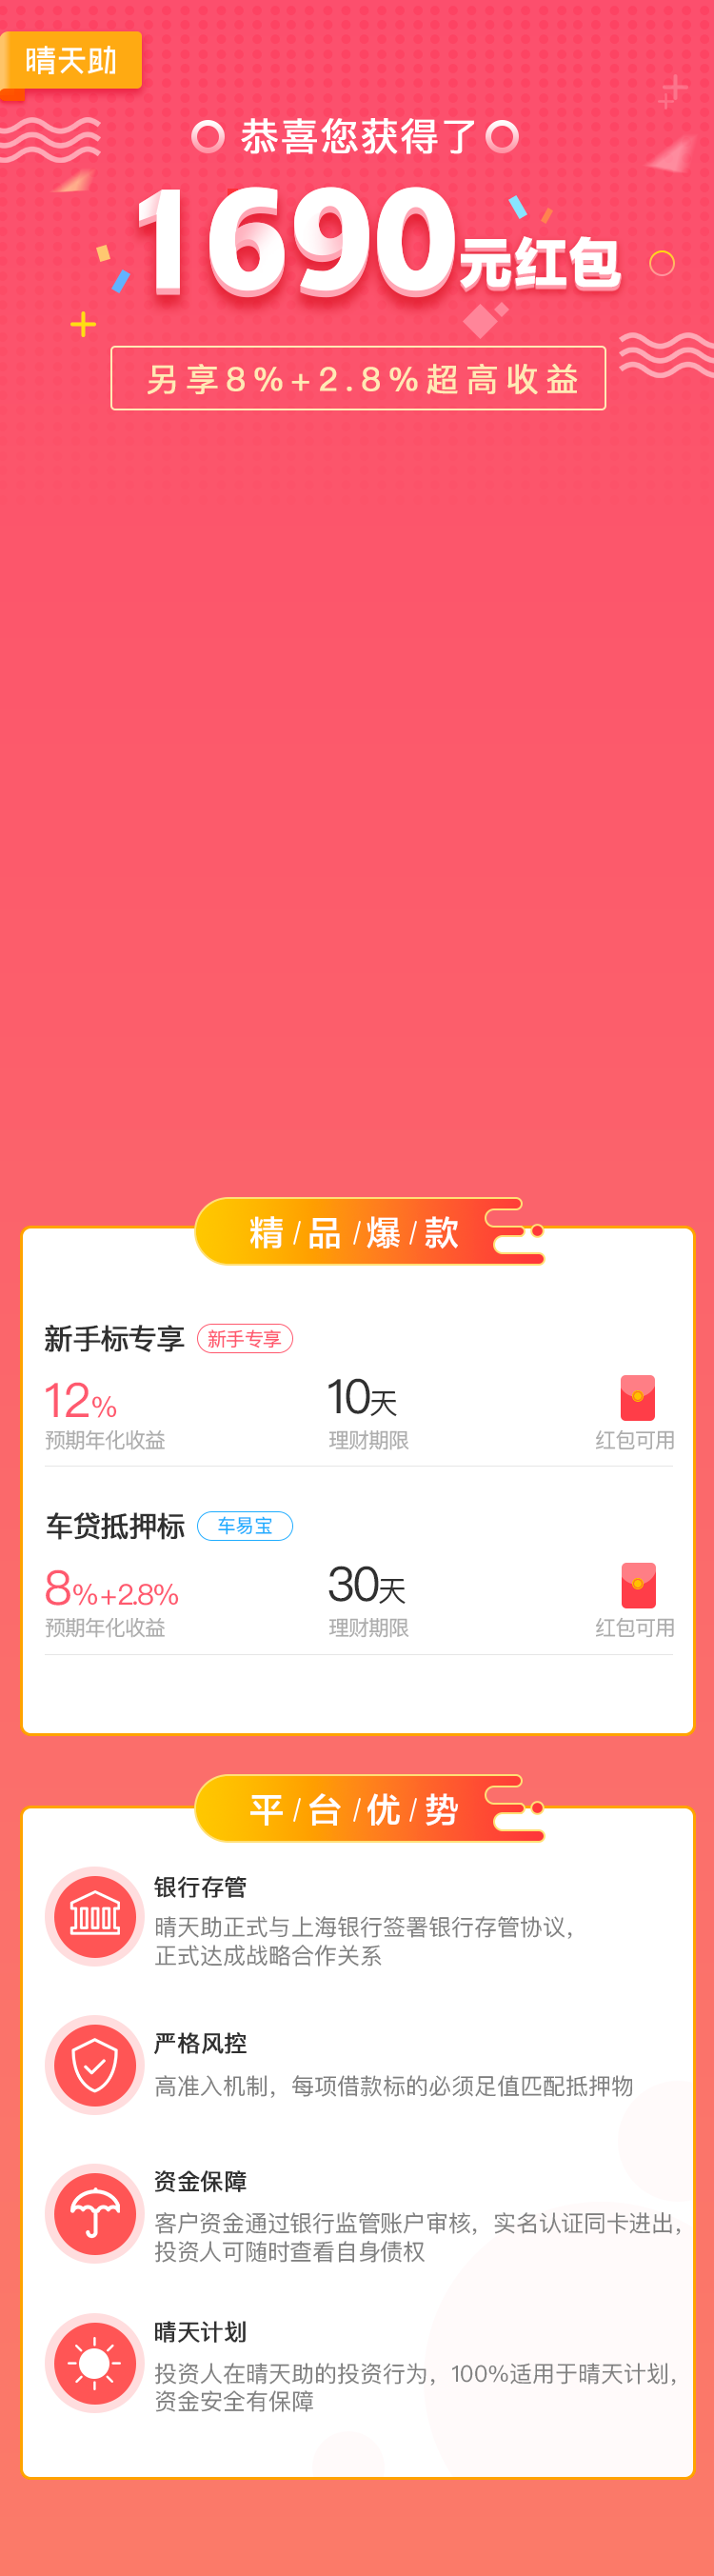 晴天助
恭喜您获得了
1690元红包
另享8%+2.8%超高收益
精/品/爆/款
新手标专享 新手专享
12% 10天
预期年化收益 理财期限 红包可用
车贷抵押标 车易宝
8%+2.8% 30天
预期年化收益 理财期限 红包可用
平/台/优/势
银行存管
晴天助正式与上海银行签署银行存管协议，
正式达成战略合作关系
严格风控
高准入机制，每项借款标的必须足值匹配抵押物
资金保障
客户资金通过银行监管账户审核，实名认证同卡进出，
投资人可随时查看自身债权
晴天计划
投资人在晴天助的投资行为，100%适用于晴天计划，
资金安全有保障